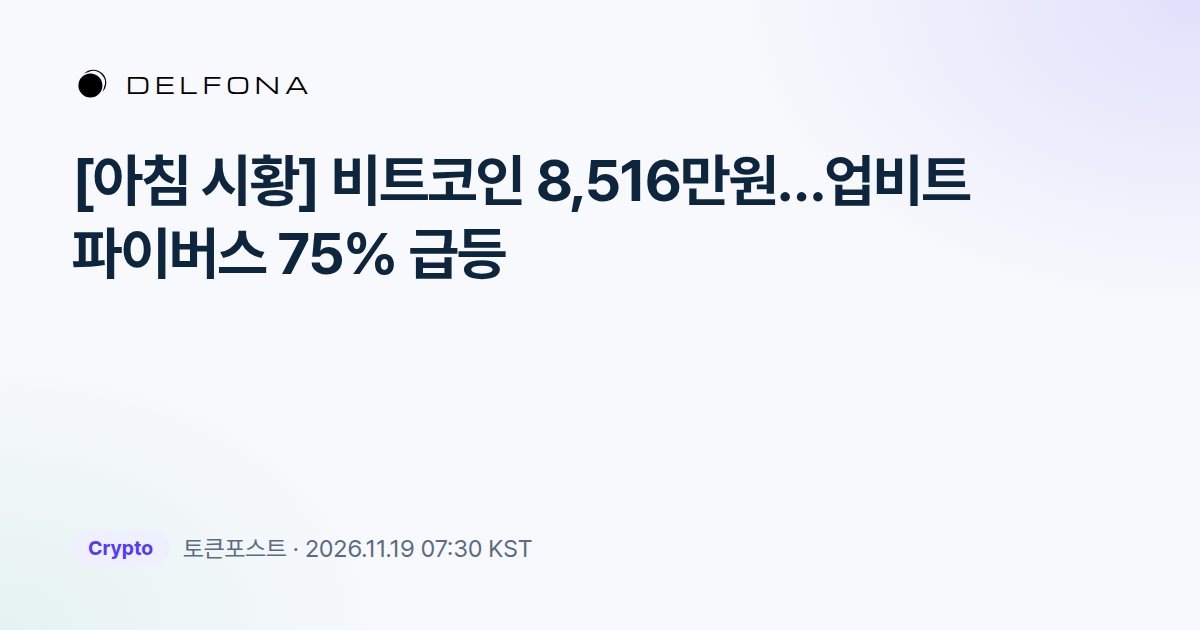 DELFONA
[아침 시황] 비트코인 8,516만원...업비트
파이버스 75% 급등
Crypto 토큰포스트 · 2026.11.19 07:30 KST